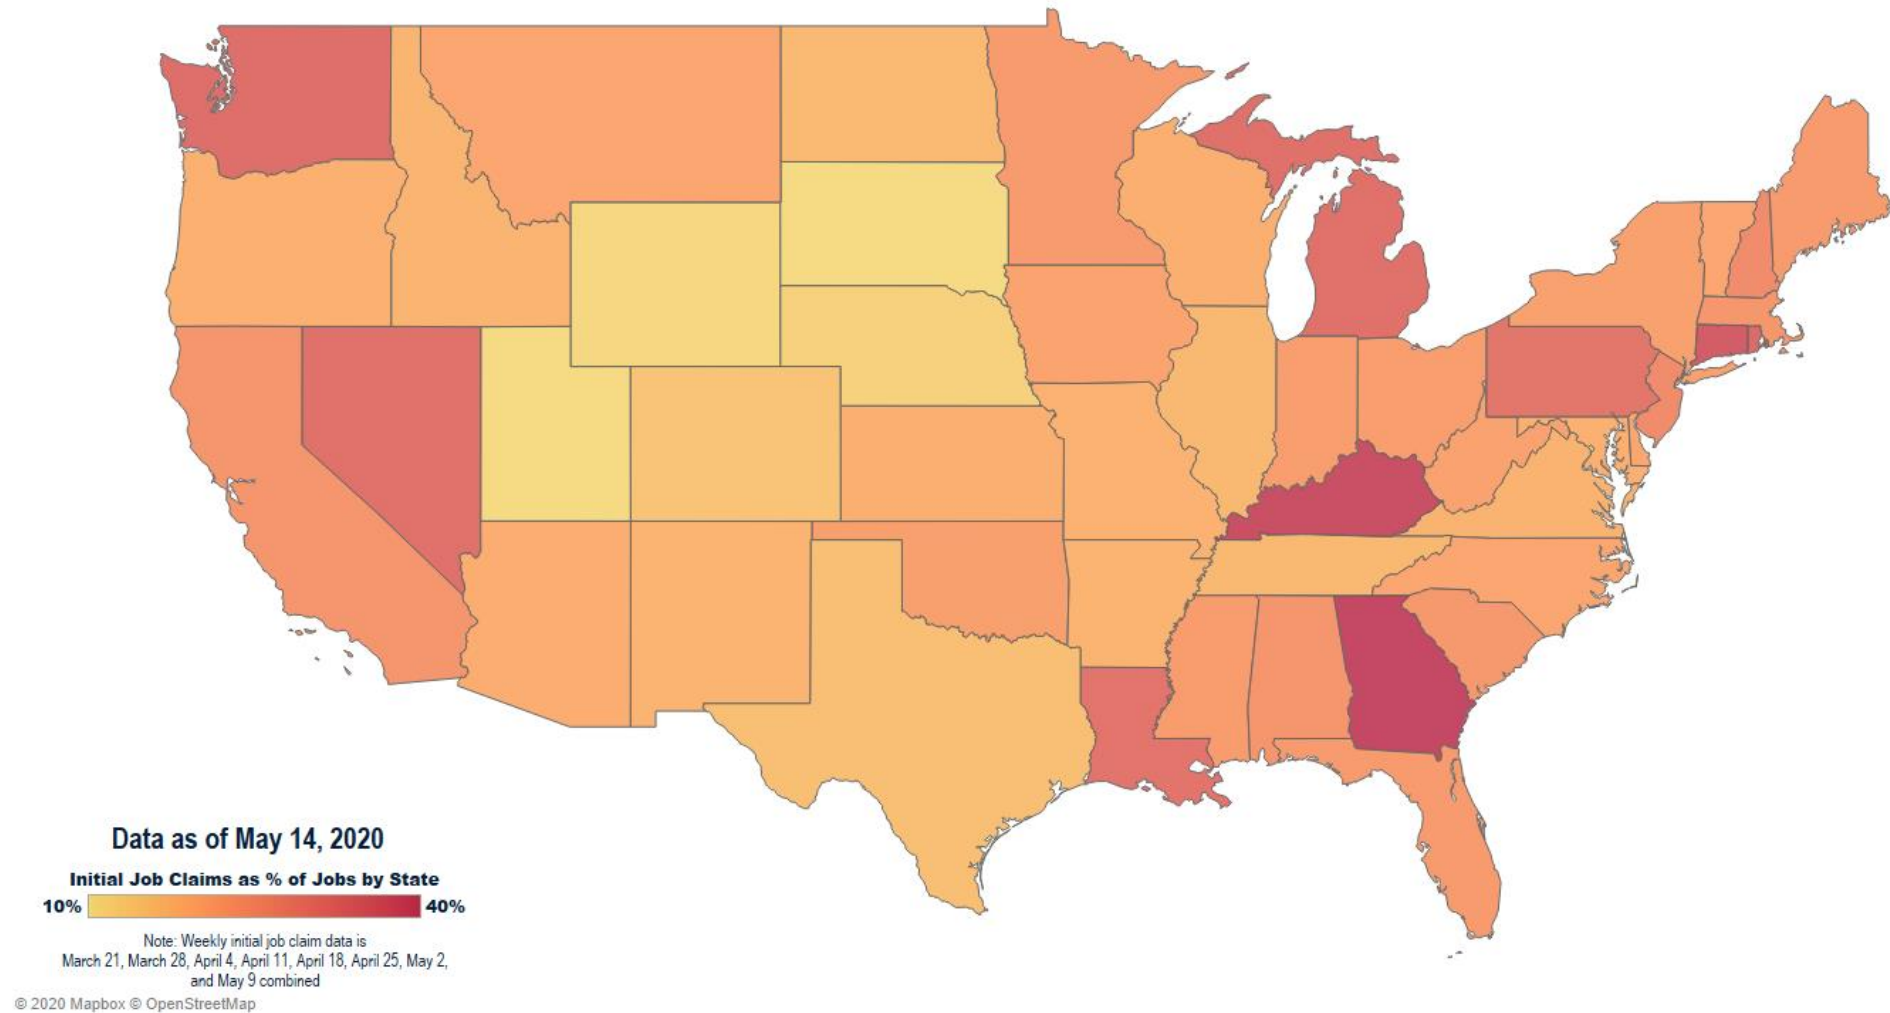 Data as of May 14, 2020
Initial Job Claims as % of Jobs by State
10% 40%
Note: Weekly initial job claim data is
March 21, March 28, April 4, April 11, April 18, April 25, May 2,
and May 9 combined
© 2020 Mapbox © OpenStreetMap